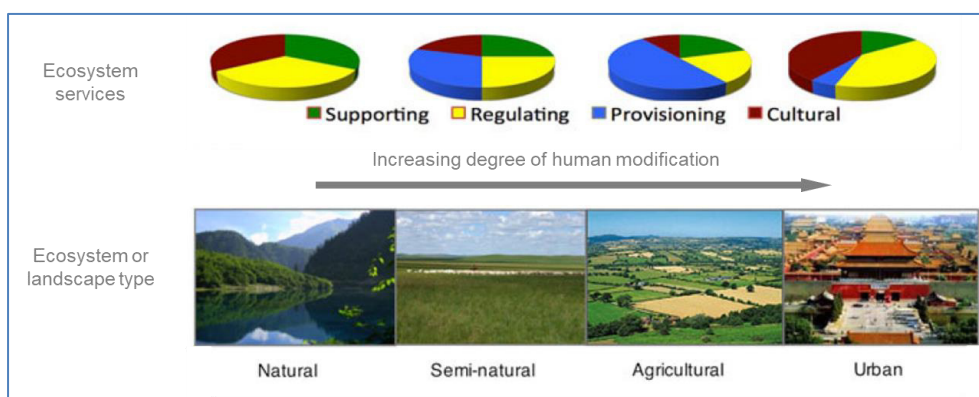 Ecosystem
services
Supporting Regulating Provisioning Cultural
Increasing degree of human modification
Ecosystem or
landscape type
Natural Semi-natural Agricultural Urban